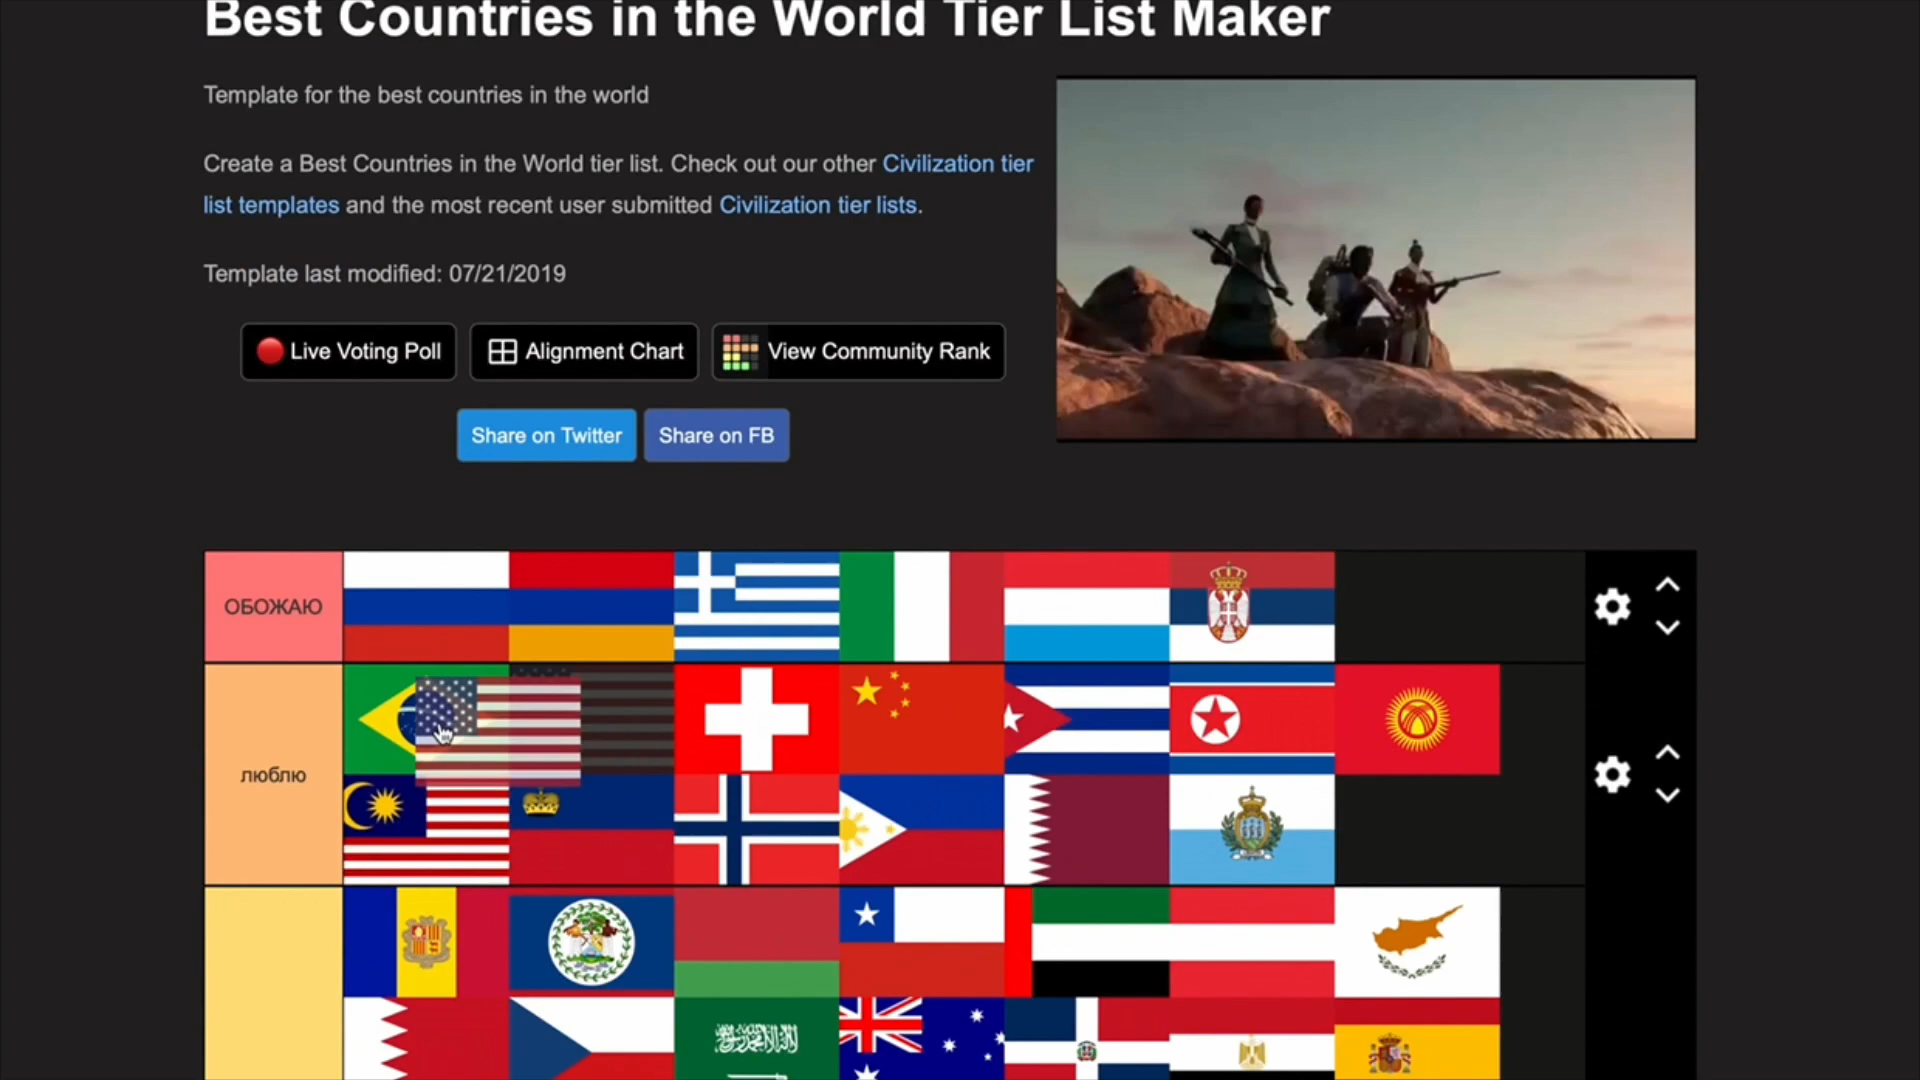 Best Countries in the World Tier List Maker
Template for the best countries in the world
Create a Best Countries in the World tier list. Check out our other Civilization tier
list templates and the most recent user submitted Civilization tier lists.
Template last modified: 07/21/2019
Live Voting Poll
Alignment Chart
View Community Rank
Share on Twitter
Share on FB
ОБОЖАЮ
люблю